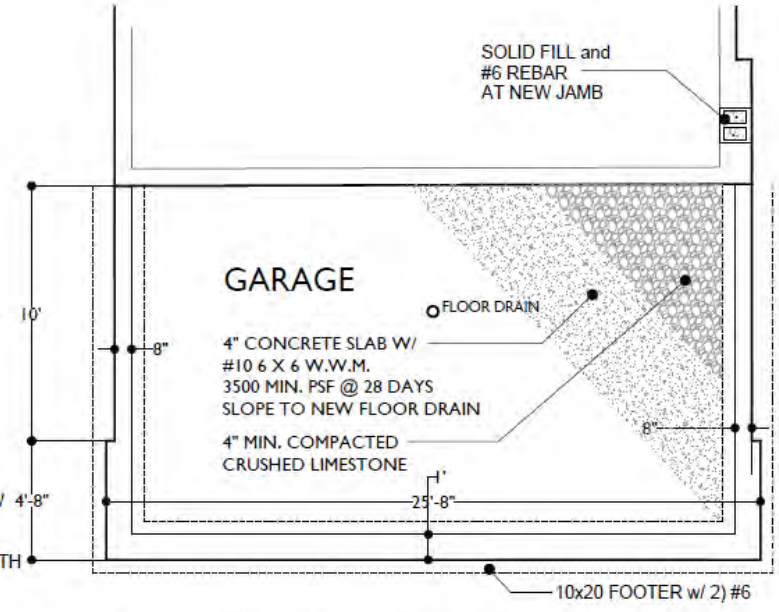 SOLID FILL and
#6 REBAR
AT NEW JAMB
GARAGE
FLOOR DRAIN
10'
8"
4" CONCRETE SLAB W/
#10 6 X 6 W.W.M.
3500 MIN. PSF @ 28 DAYS
SLOPE TO NEW FLOOR DRAIN
8"
4" MIN. COMPACTED
CRUSHED LIMESTONE
1'
4'-8"
25'-8"
TH
10x20 FOOTER w/ 2) #6